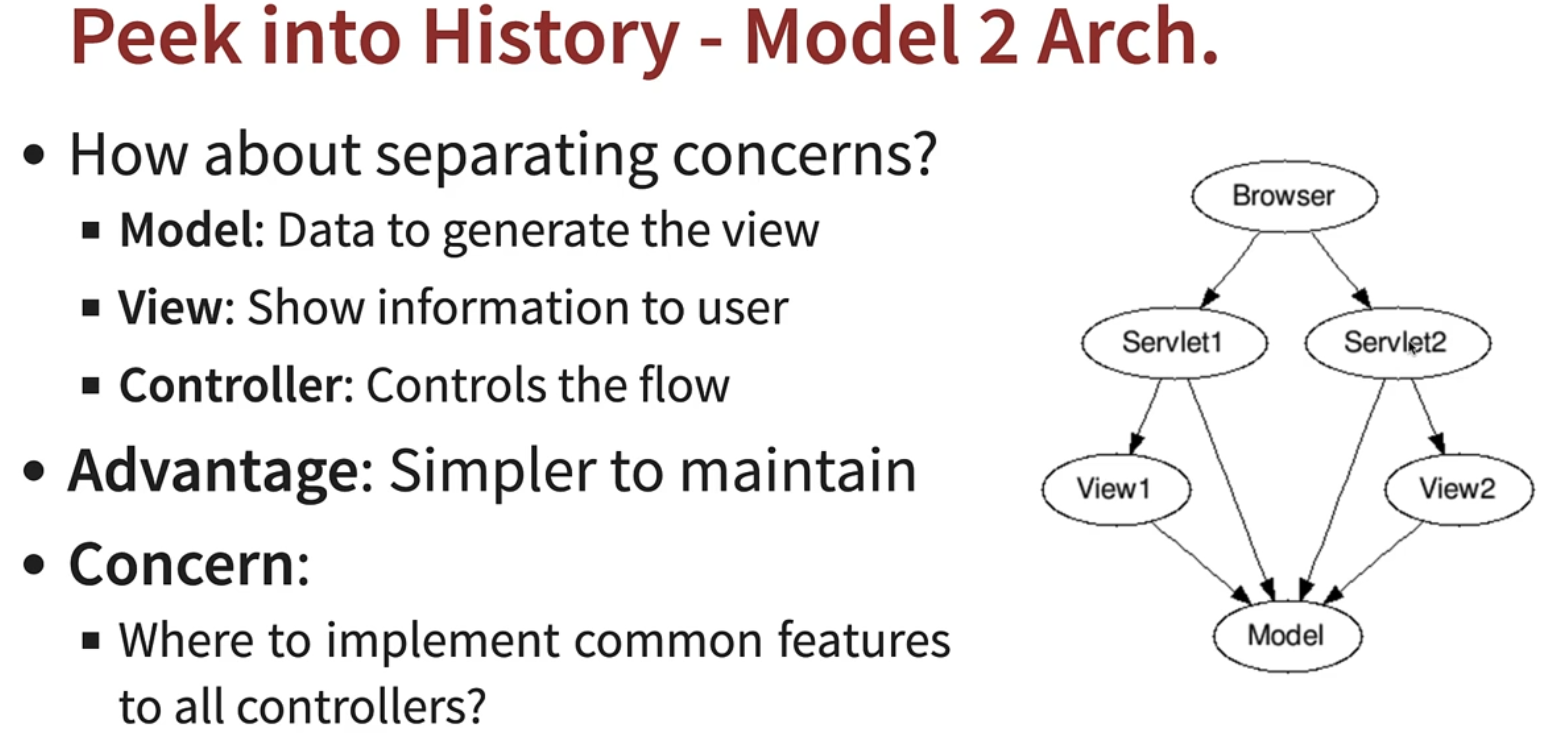 Peek into History - Model 2 Arch.
• How about separating concerns?
▪ Model: Data to generate the view
▪ View: Show information to user
▪ Controller: Controls the flow
• Advantage: Simpler to maintain
• Concern:
▪ Where to implement common features
to all controllers?
Browser
Servlet1
Servlet2
View1
View2
Model